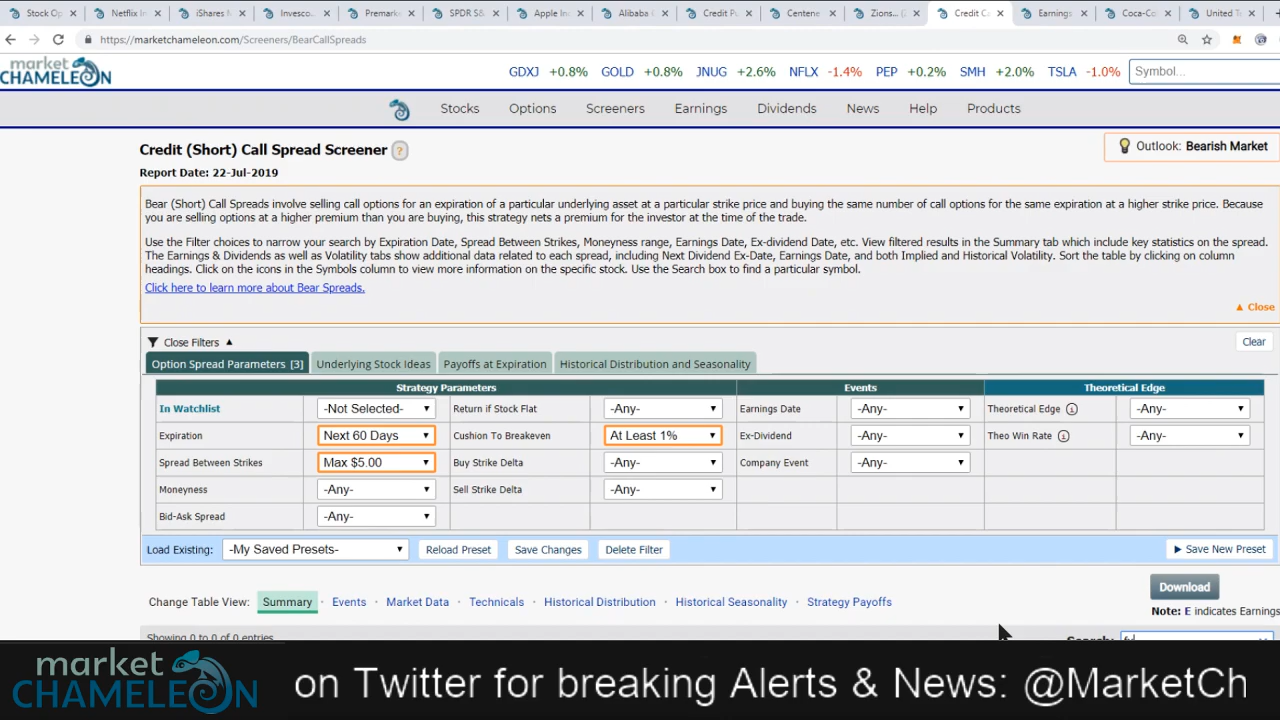 Stock Op
Netflix In
iShares M
Invesco
Premark
SPDR S&
Apple In
Alibaba
Credit Pu
Centene
Zions...
Credit Ca
Earnings
Coca-Co
United Te
https://marketchameleon.com/Screeners/BearCallSpreads
market CHAMELEON
GDXJ +0.8% GOLD +0.8% JNUG +2.6% NFLX -1.4% PEP +0.2% SMH +2.0% TSLA -1.0% Symbol...
Stocks Options Screeners Earnings Dividends News Help Products
Credit (Short) Call Spread Screener ?
Outlook: Bearish Market
Report Date: 22-Jul-2019
Bear (Short) Call Spreads involve selling call options for an expiration of a particular underlying asset at a particular strike price and buying the same number of call options for the same expiration at a higher strike price. Because
you are selling options at a higher premium than you are buying, this strategy nets a premium for the investor at the time of the trade.
Use the Filter choices to narrow your search by Expiration Date, Spread Between Strikes, Moneyness range, Earnings Date, Ex-dividend Date, etc. View filtered results in the Summary tab which include key statistics on the spread.
The Earnings & Dividends as well as Volatility tabs show additional data related to each spread, including Next Dividend Ex-Date, Earnings Date, and both Implied and Historical Volatility. Sort the table by clicking on column
headings. Click on the icons in the Symbols column to view more information on the specific stock. Use the Search box to find a particular symbol.
Click here to learn more about Bear Spreads.
▲ Close
Close Filters ▲ Clear
Option Spread Parameters [3] Underlying Stock Ideas Payoffs at Expiration Historical Distribution and Seasonality
Strategy Parameters Events Theoretical Edge
In Watchlist -Not Selected- Return if Stock Flat -Any- Earnings Date -Any- Theoretical Edge -Any-
Expiration Next 60 Days Cushion To Breakeven At Least 1% Ex-Dividend -Any- Theo Win Rate -Any-
Spread Between Strikes Max $5.00 Buy Strike Delta -Any- Company Event -Any-
Moneyness -Any- Sell Strike Delta -Any-
Bid-Ask Spread -Any-
Load Existing: -My Saved Presets- Reload Preset Save Changes Delete Filter ▶ Save New Preset
Download
Change Table View: Summary · Events · Market Data · Technicals · Historical Distribution · Historical Seasonality · Strategy Payoffs
Note: E indicates Earnings
Showing 0 to 0 of 0 entries Search:
market CHAMELEON
on Twitter for breaking Alerts & News: @MarketCh